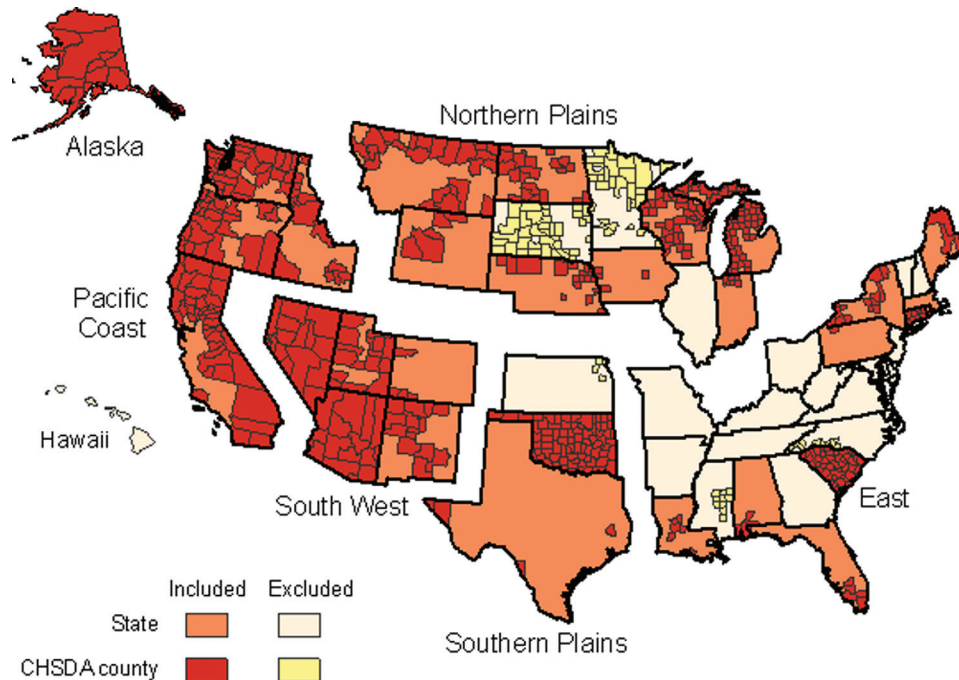 Northern Plains
Alaska
Pacific
Coast
Hawaii
South West
East
Included
Excluded
State
CHSDA county
Southern Plains